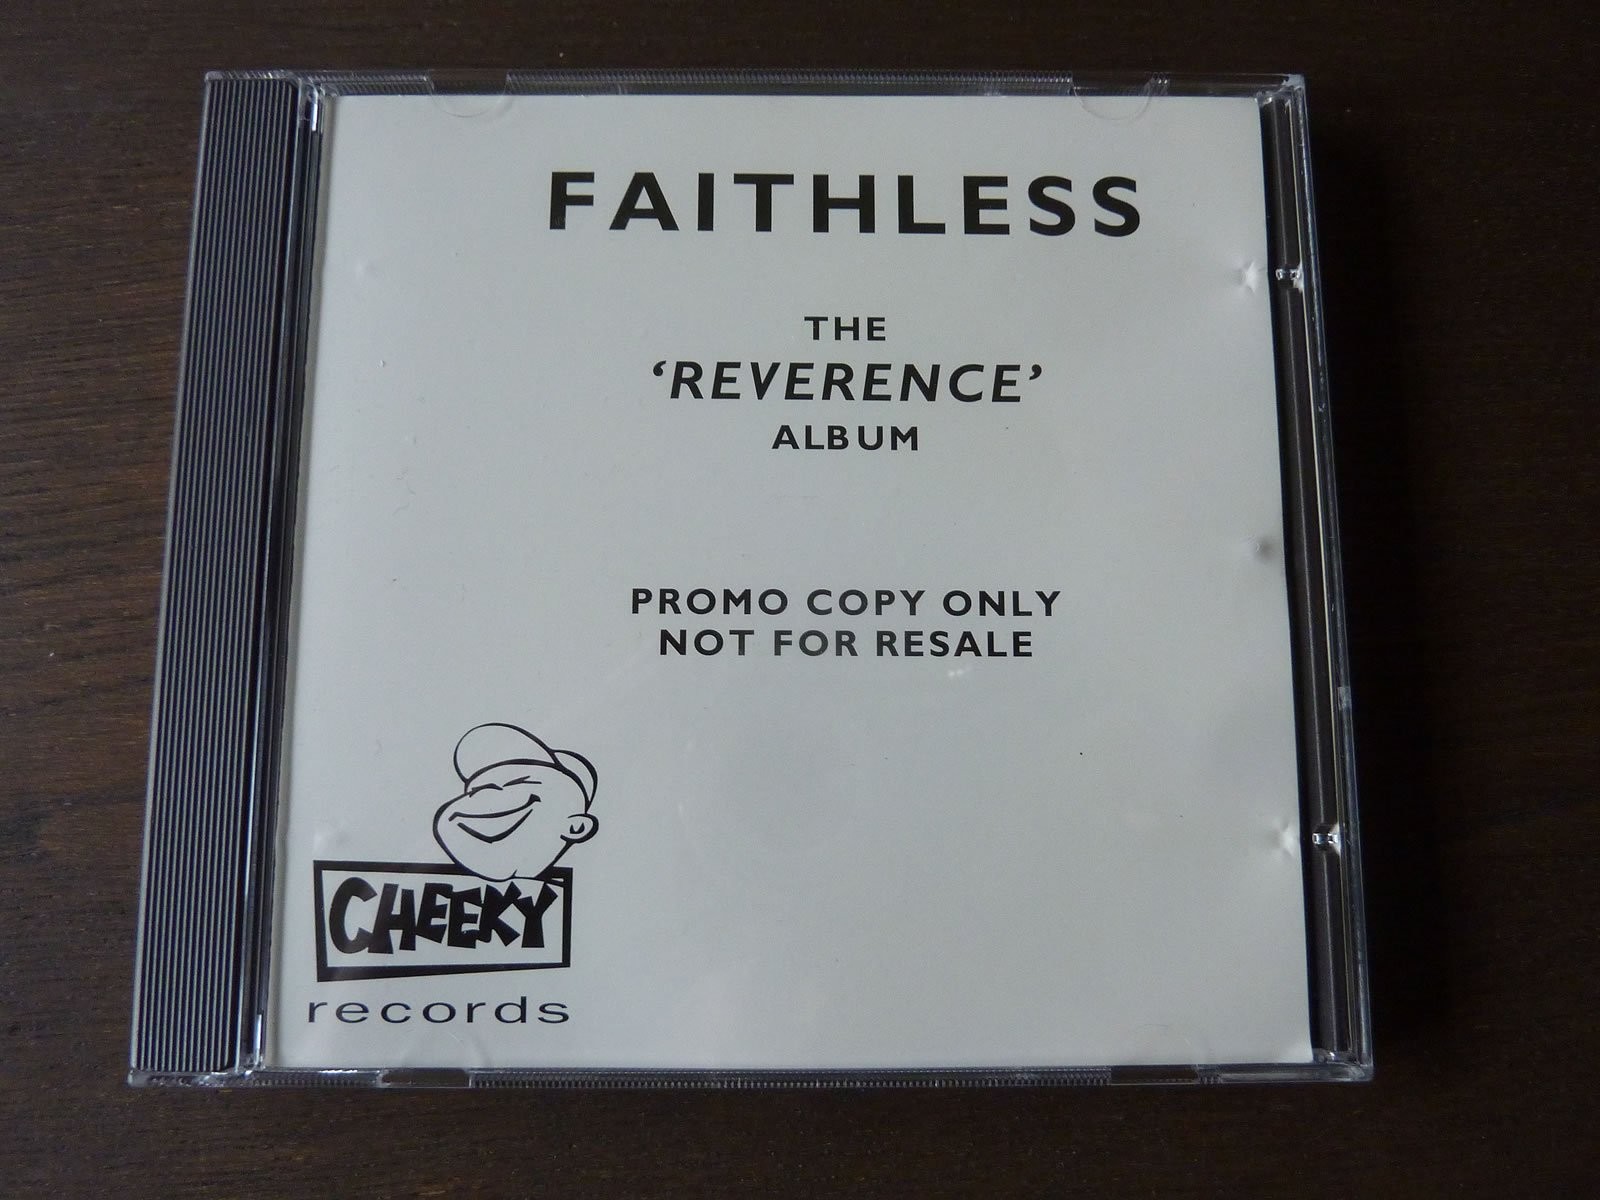 FAITHLESS
THE
‘REVERENCE’
ALBUM
PROMO COPY ONLY
NOT FOR RESALE
CHEEKY
records